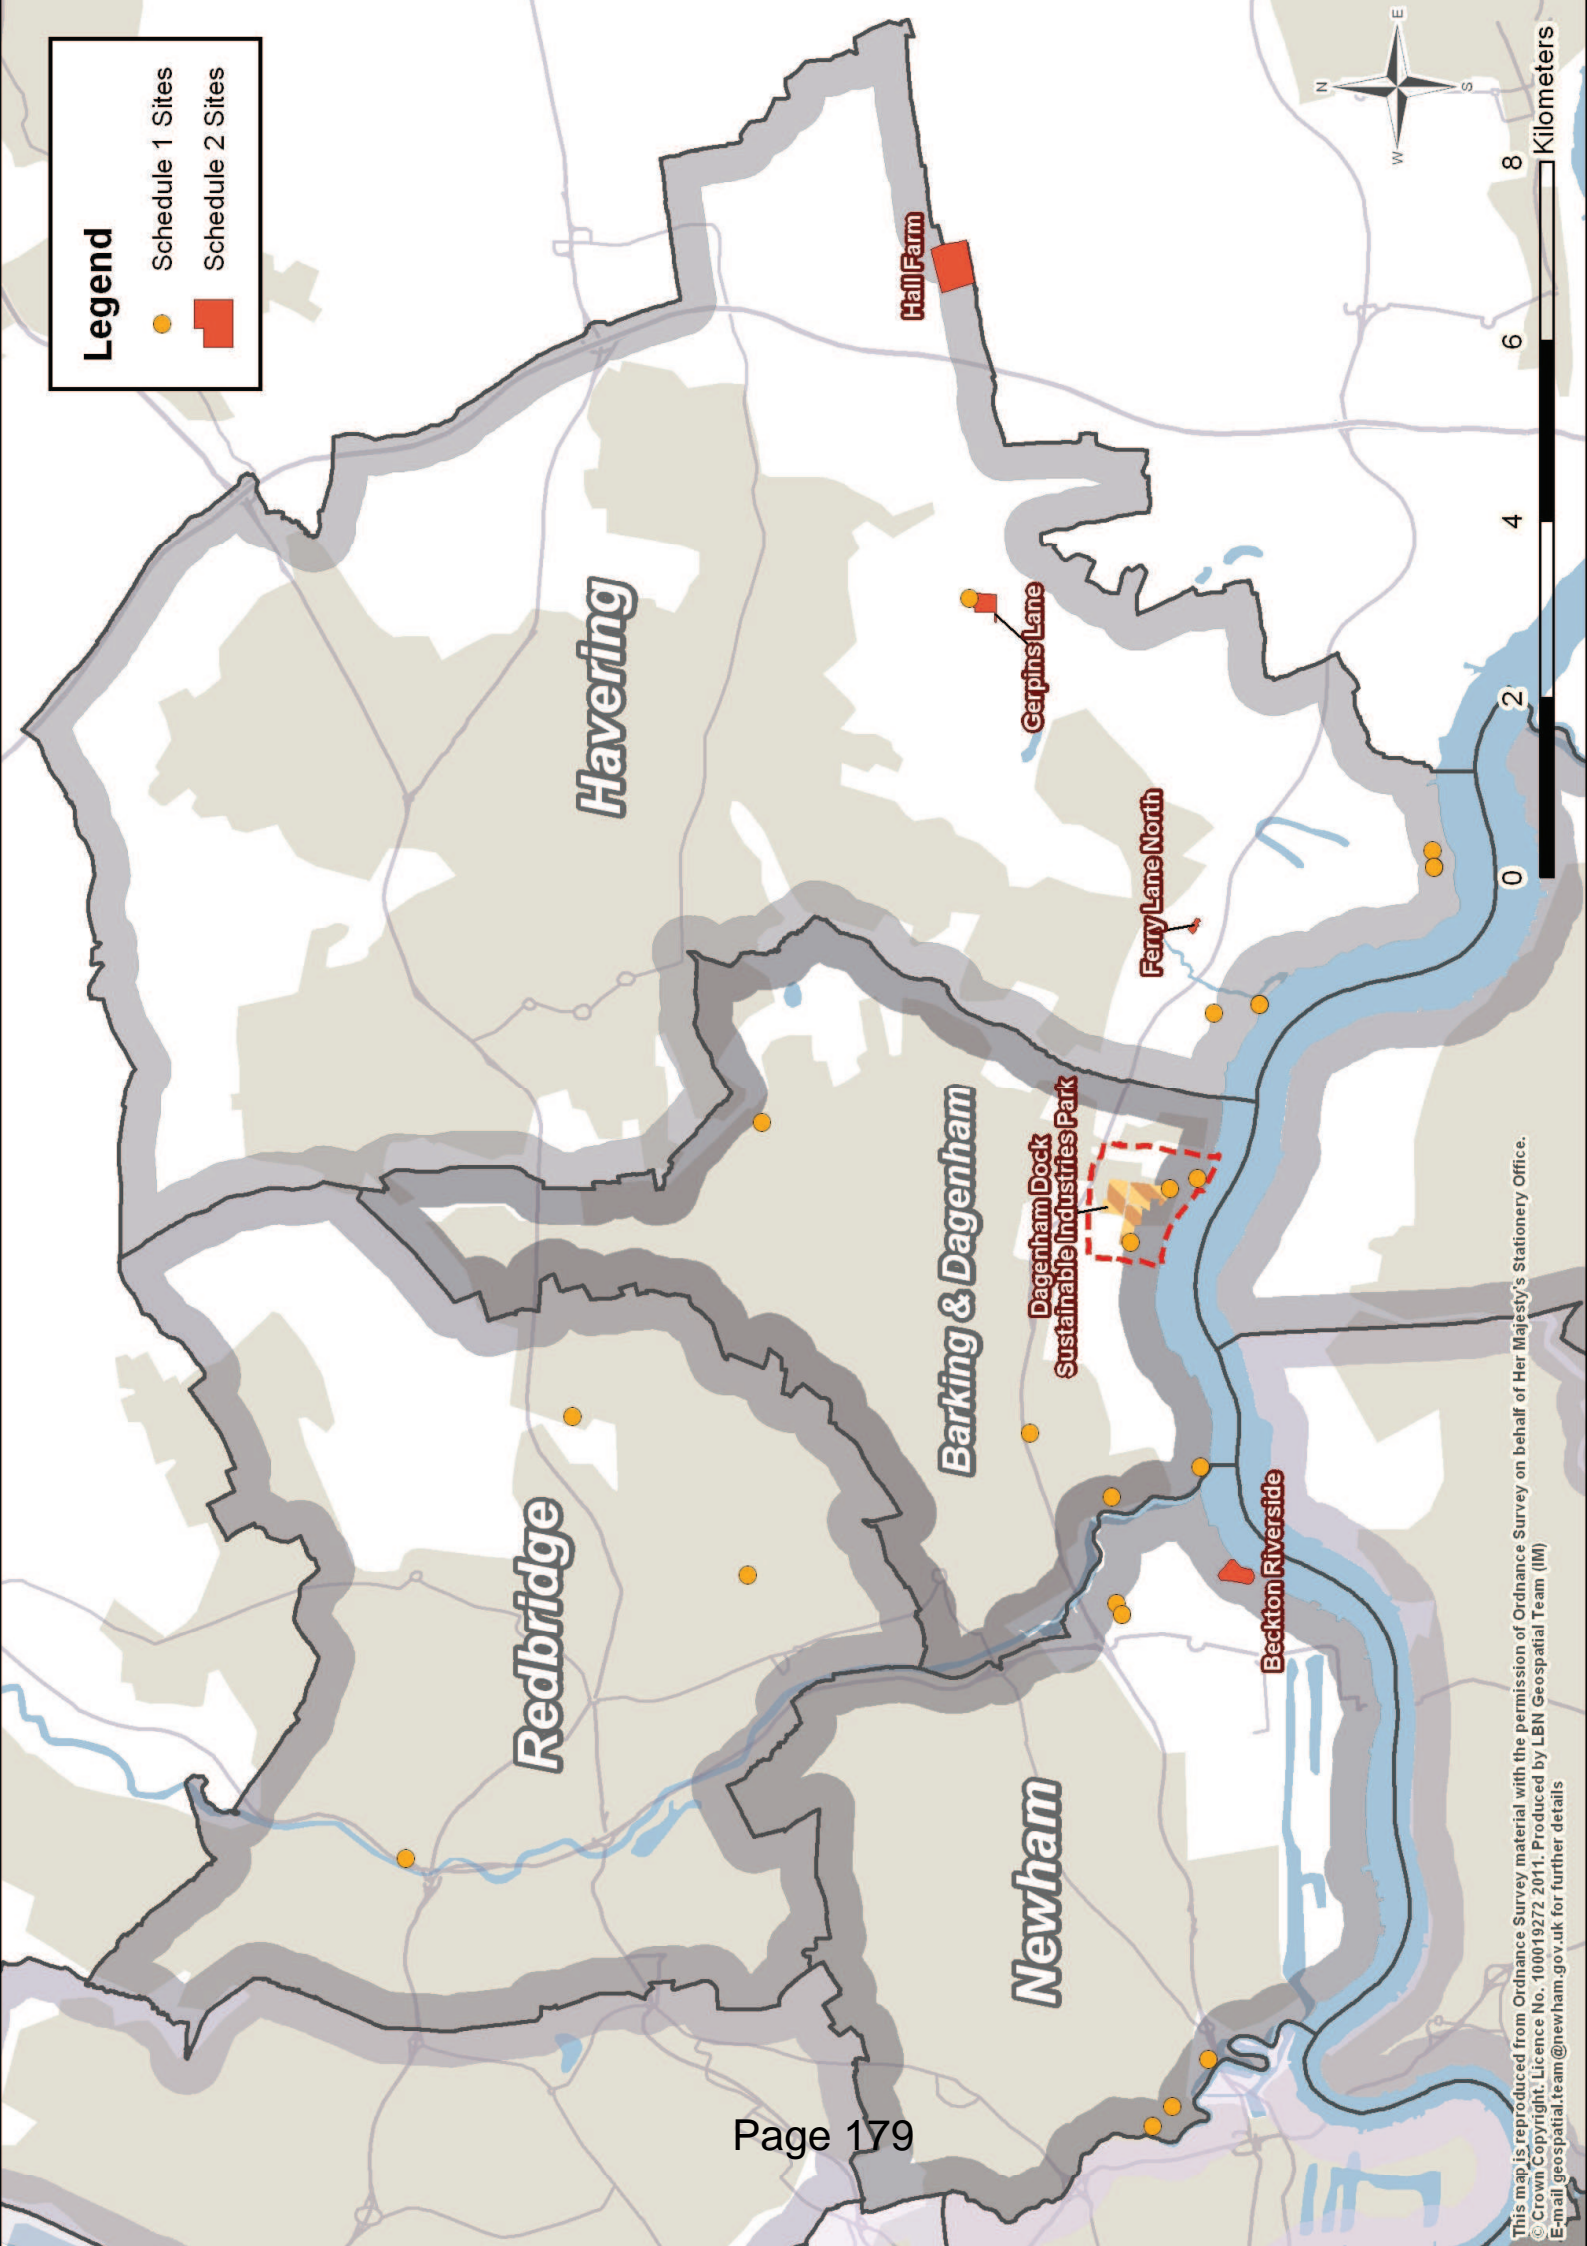 Legend
Schedule 1 Sites
Schedule 2 Sites
Havering
Redbridge
Barking & Dagenham
Newham
Hall Farm
Gerpins Lane
Ferry Lane North
Dagenham Dock
Sustainable Industries Park
Beckton Riverside
N
E
S
W
0 2 4 6 8
Kilometers
This map is reproduced from Ordnance Survey material with the permission of Ordnance Survey on behalf of Her Majesty's Stationery Office.
© Crown Copyright. Licence No. 100019272 2011. Produced by LBN Geospatial Team (IM)
E-mail geospatial.team@newham.gov.uk for further details
Page 179